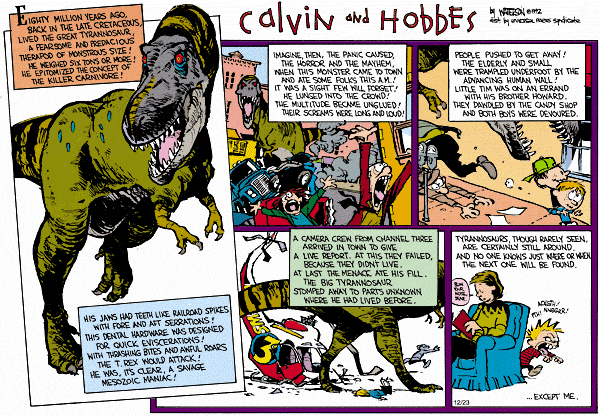 EIGHTY MILLION YEARS AGO,
BACK IN THE LATE CRETACEOUS,
LIVED THE GREAT TYRANNOSAUR,
A FEARSOME AND PREDACIOUS
THERAPOD OF MONSTROUS SIZE!
HE WEIGHED SIX TONS OR MORE!
HE EPITOMIZED THE CONCEPT OF
THE KILLER CARNIVORE!
HIS JAWS HAD TEETH LIKE RAILROAD SPIKES
WITH FORE AND AFT SERRATIONS!
THIS DENTAL HARDWARE WAS DESIGNED
FOR QUICK EVISCERATIONS!
WITH THRASHING BITES AND AWFUL ROARS
THE T. REX WOULD ATTACK!
HE WAS, IT'S CLEAR, A SAVAGE
MESOZOIC MANIAC!
calvin and HOBBES
by WATTERSON ©1992
dist. by universal press syndicate
IMAGINE, THEN, THE PANIC CAUSED,
THE HORROR AND THE MAYHEM,
WHEN THIS MONSTER CAME TO TOWN
AND ATE SOME FOLKS THIS A.M.!
IT WAS A SIGHT FEW WILL FORGET!
HE LUNGED INTO THE CROWD!
THE MULTITUDE BECAME UNGLUED!
THEIR SCREAMS WERE LONG AND LOUD!
PEOPLE PUSHED TO GET AWAY!
THE ELDERLY AND SMALL
WERE TRAMPLED UNDERFOOT BY THE
ADVANCING HUMAN WALL!
LITTLE TIM WAS ON AN ERRAND
WITH HIS BROTHER HOWARD.
THEY DAWDLED BY THE CANDY SHOP
AND BOTH BOYS WERE DEVOURED.
A CAMERA CREW FROM CHANNEL THREE
ARRIVED IN TOWN TO GIVE
A LIVE REPORT. AT THIS THEY FAILED,
BECAUSE THEY DIDN'T LIVE.
AT LAST THE MENACE ATE HIS FILL.
THE BIG TYRANNOSAUR
STOMPED AWAY TO PARTS UNKNOWN
WHERE HE HAD LIVED BEFORE.
3
TYRANNOSAURS, THOUGH RARELY SEEN,
ARE CERTAINLY STILL AROUND,
AND NO ONE KNOWS JUST WHERE OR WHEN
THE NEXT ONE WILL BE FOUND.
...EXCEPT ME.
12/23